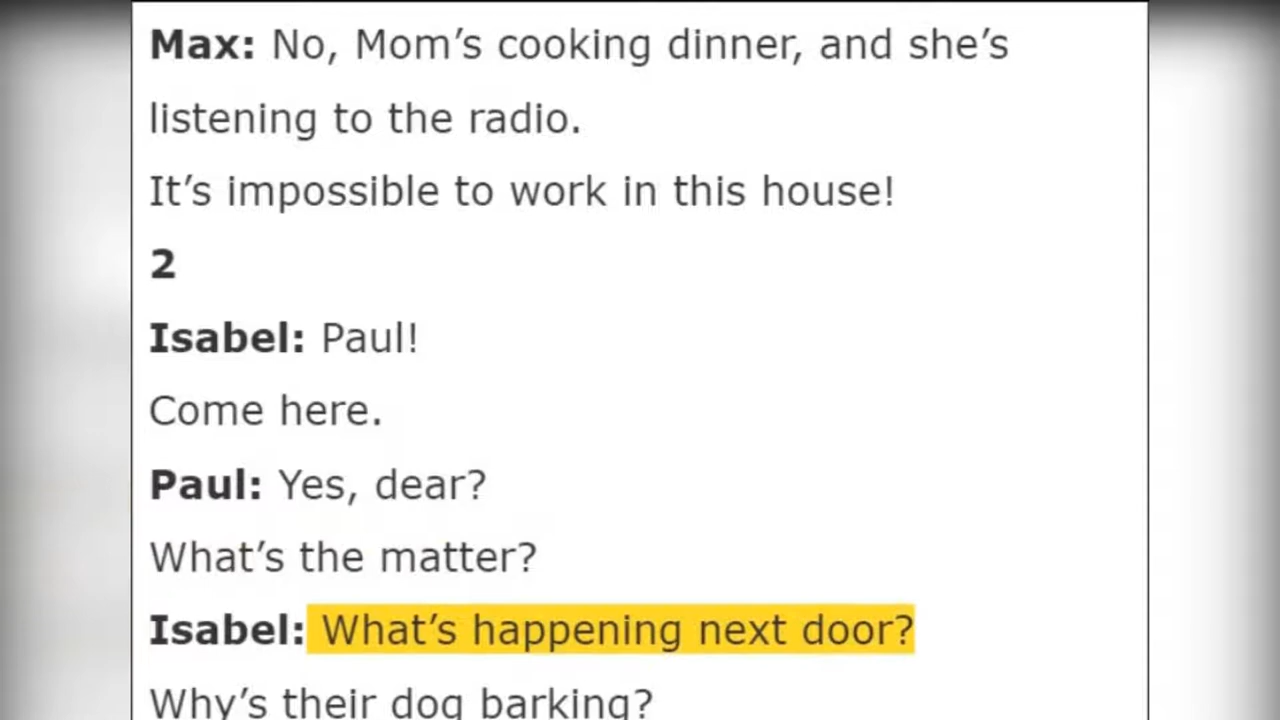 Max: No, Mom’s cooking dinner, and she’s
listening to the radio.
It’s impossible to work in this house!
2
Isabel: Paul!
Come here.
Paul: Yes, dear?
What’s the matter?
Isabel: What’s happening next door?
Why’s their dog barking?